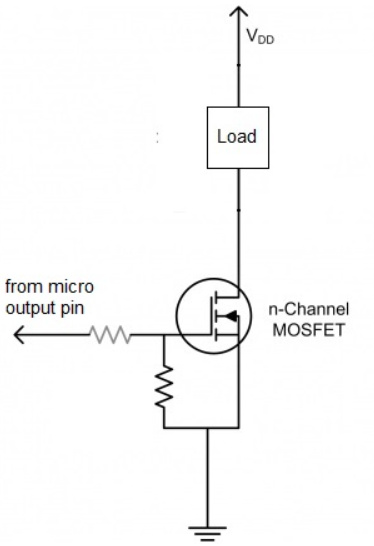 VDD
Load
from micro
output pin
n-Channel
MOSFET